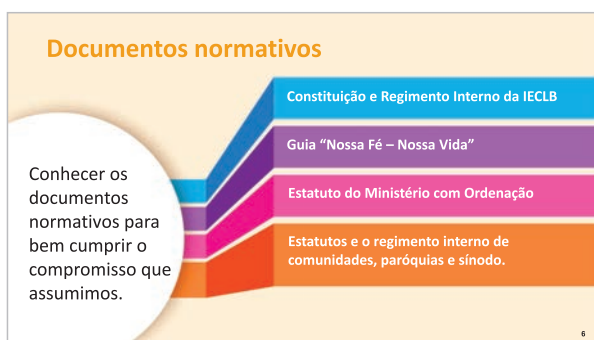 Documentos normativos
Constituição e Regimento Interno da IECLB
Guia “Nossa Fé – Nossa Vida”
Estatuto do Ministério com Ordenação
Estatutos e o regimento interno de
comunidades, paróquias e sínodo.
Conhecer os
documentos
normativos para
bem cumprir o
compromisso que
assumimos.
6